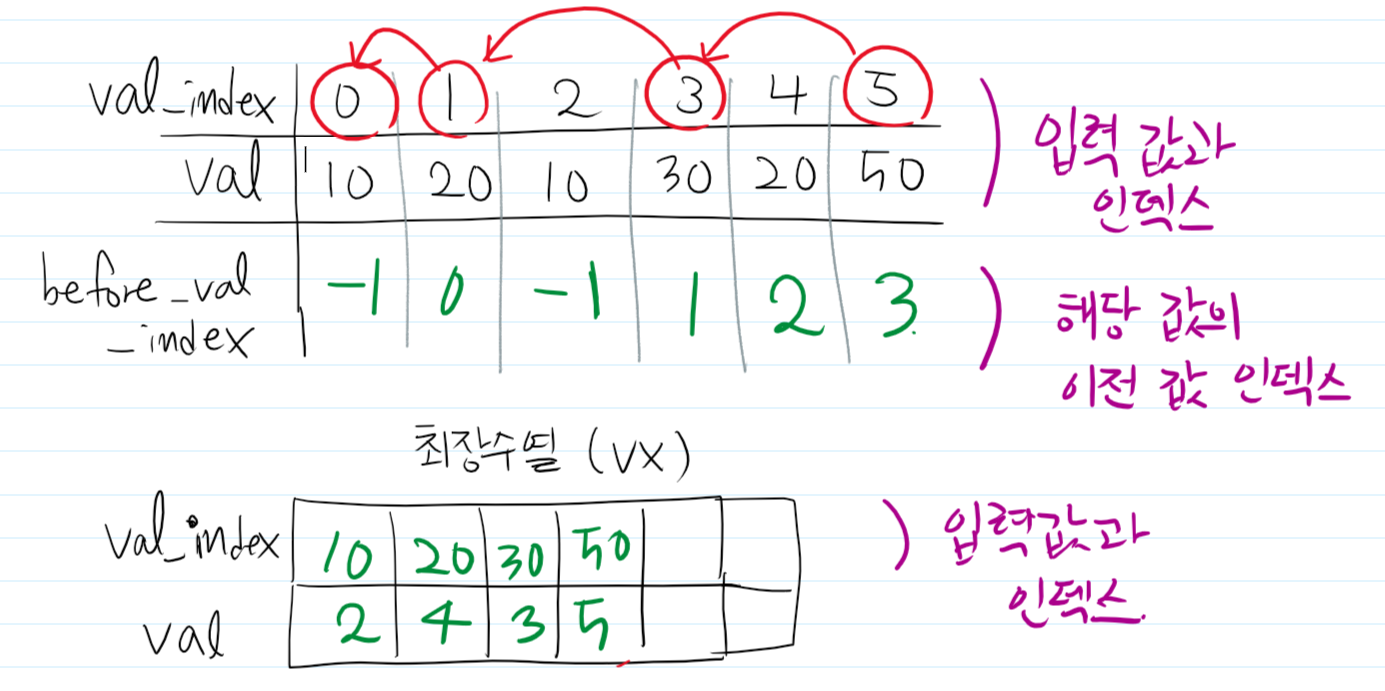 val_index 0 1 2 3 4 5
val 10 20 10 30 20 50
입력 값과
인덱스
before_val
_index
-1 0 -1 1 2 3
해당 값의
이전 값 인덱스
최장수열 (VX)
val_index 10 20 30 50
val 2 4 3 5
입력값과
인덱스.